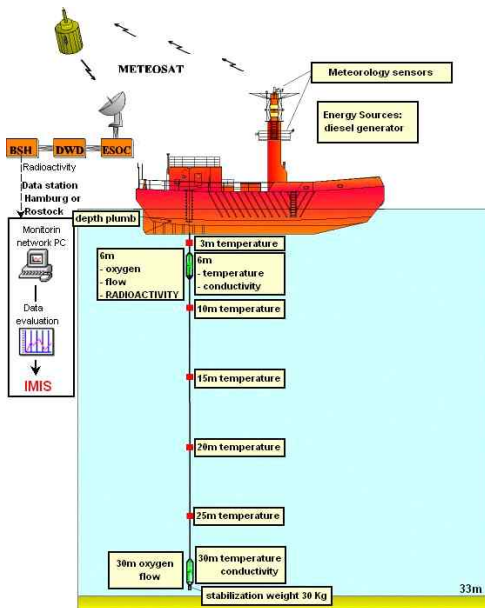 METEOSAT
Meteorology sensors
Energy Sources:
diesel generator
BSH DWD ESOC
Radioactivity
Data station
Hamburg or
Rostock
depth plumb
Monitorin
network PC
Data
evaluation
IMIS
3m temperature
6m
- oxygen
- flow
- RADIOACTIVITY
6m
- temperature
- conductivity
10m temperature
15m temperature
20m temperature
25m temperature
30m oxygen
flow
30m temperature
conductivity
33m
stabilization weight 30 Kg